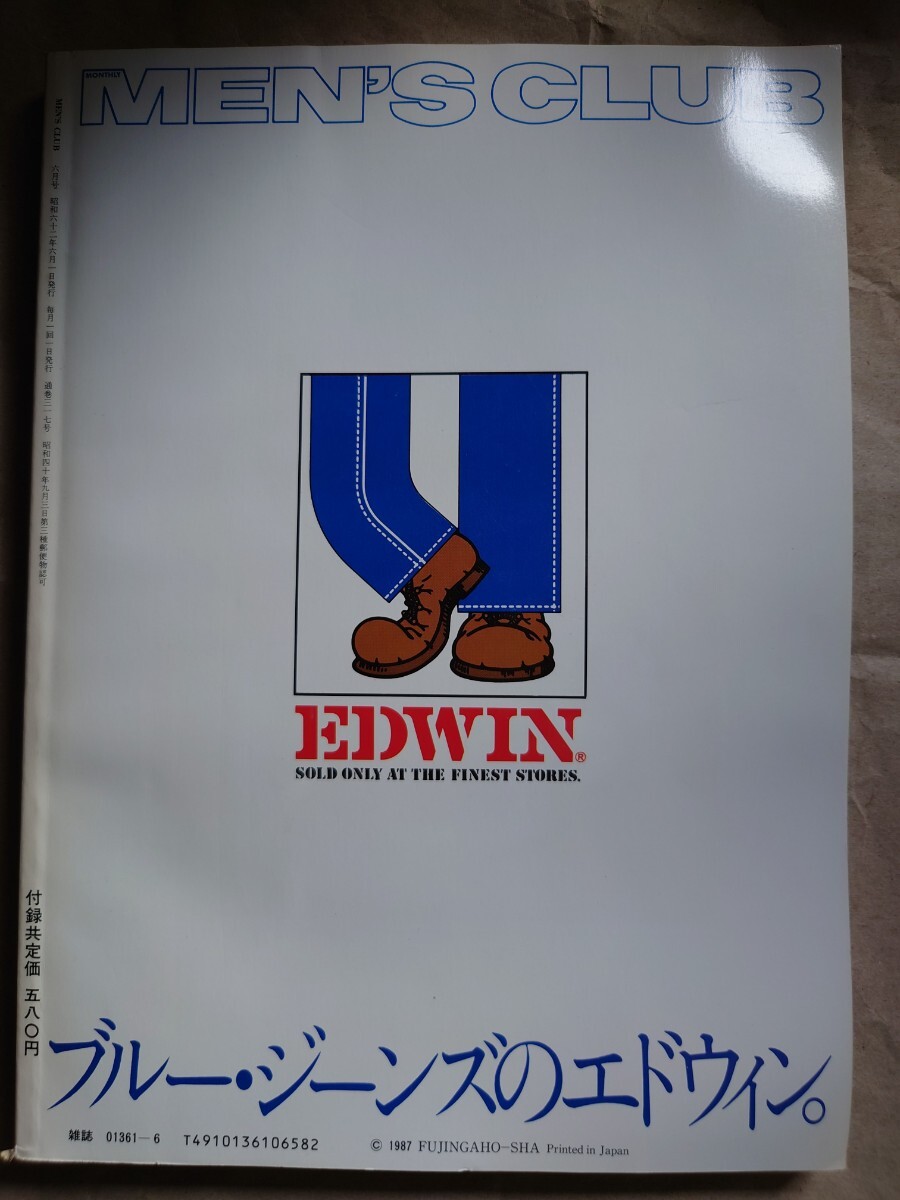 MONTHLY
MEN'S CLUB
MEN'S CLUB 六月号 昭和六十二年六月一日発行 毎月一回一日発行 通巻三一七号 昭和四十年九月三日第三種郵便物認可
EDWIN®
SOLD ONLY AT THE FINEST STORES.
付録共定価 五八〇円
ブルー・ジーンズのエドウィン。
雑誌 01361-6 T4910136106582 © 1987 FUJINGAHO-SHA Printed in Japan